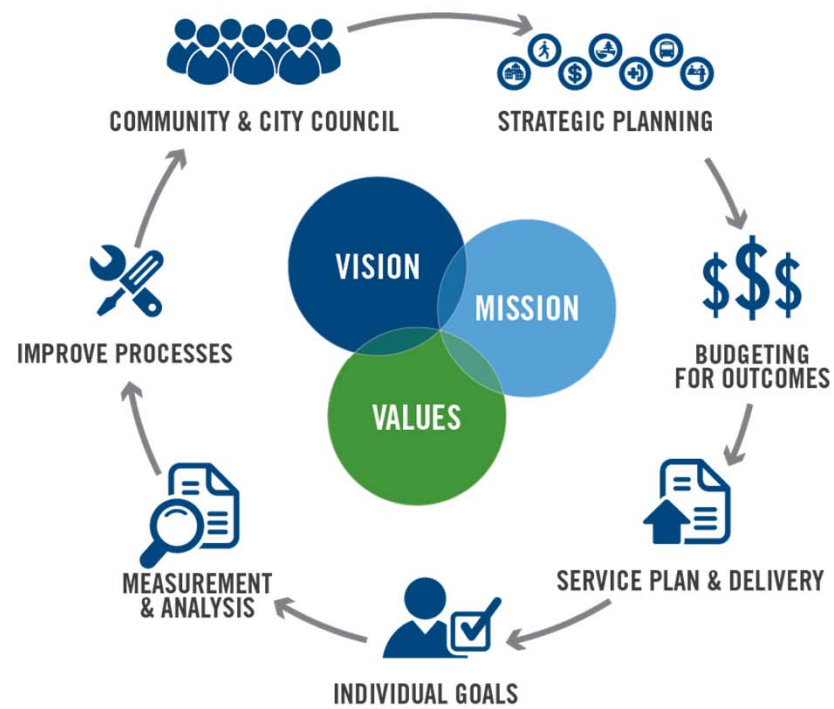 COMMUNITY & CITY COUNCIL
STRATEGIC PLANNING
VISION
MISSION
VALUES
$$$
BUDGETING
FOR OUTCOMES
SERVICE PLAN & DELIVERY
INDIVIDUAL GOALS
MEASUREMENT
& ANALYSIS
IMPROVE PROCESSES